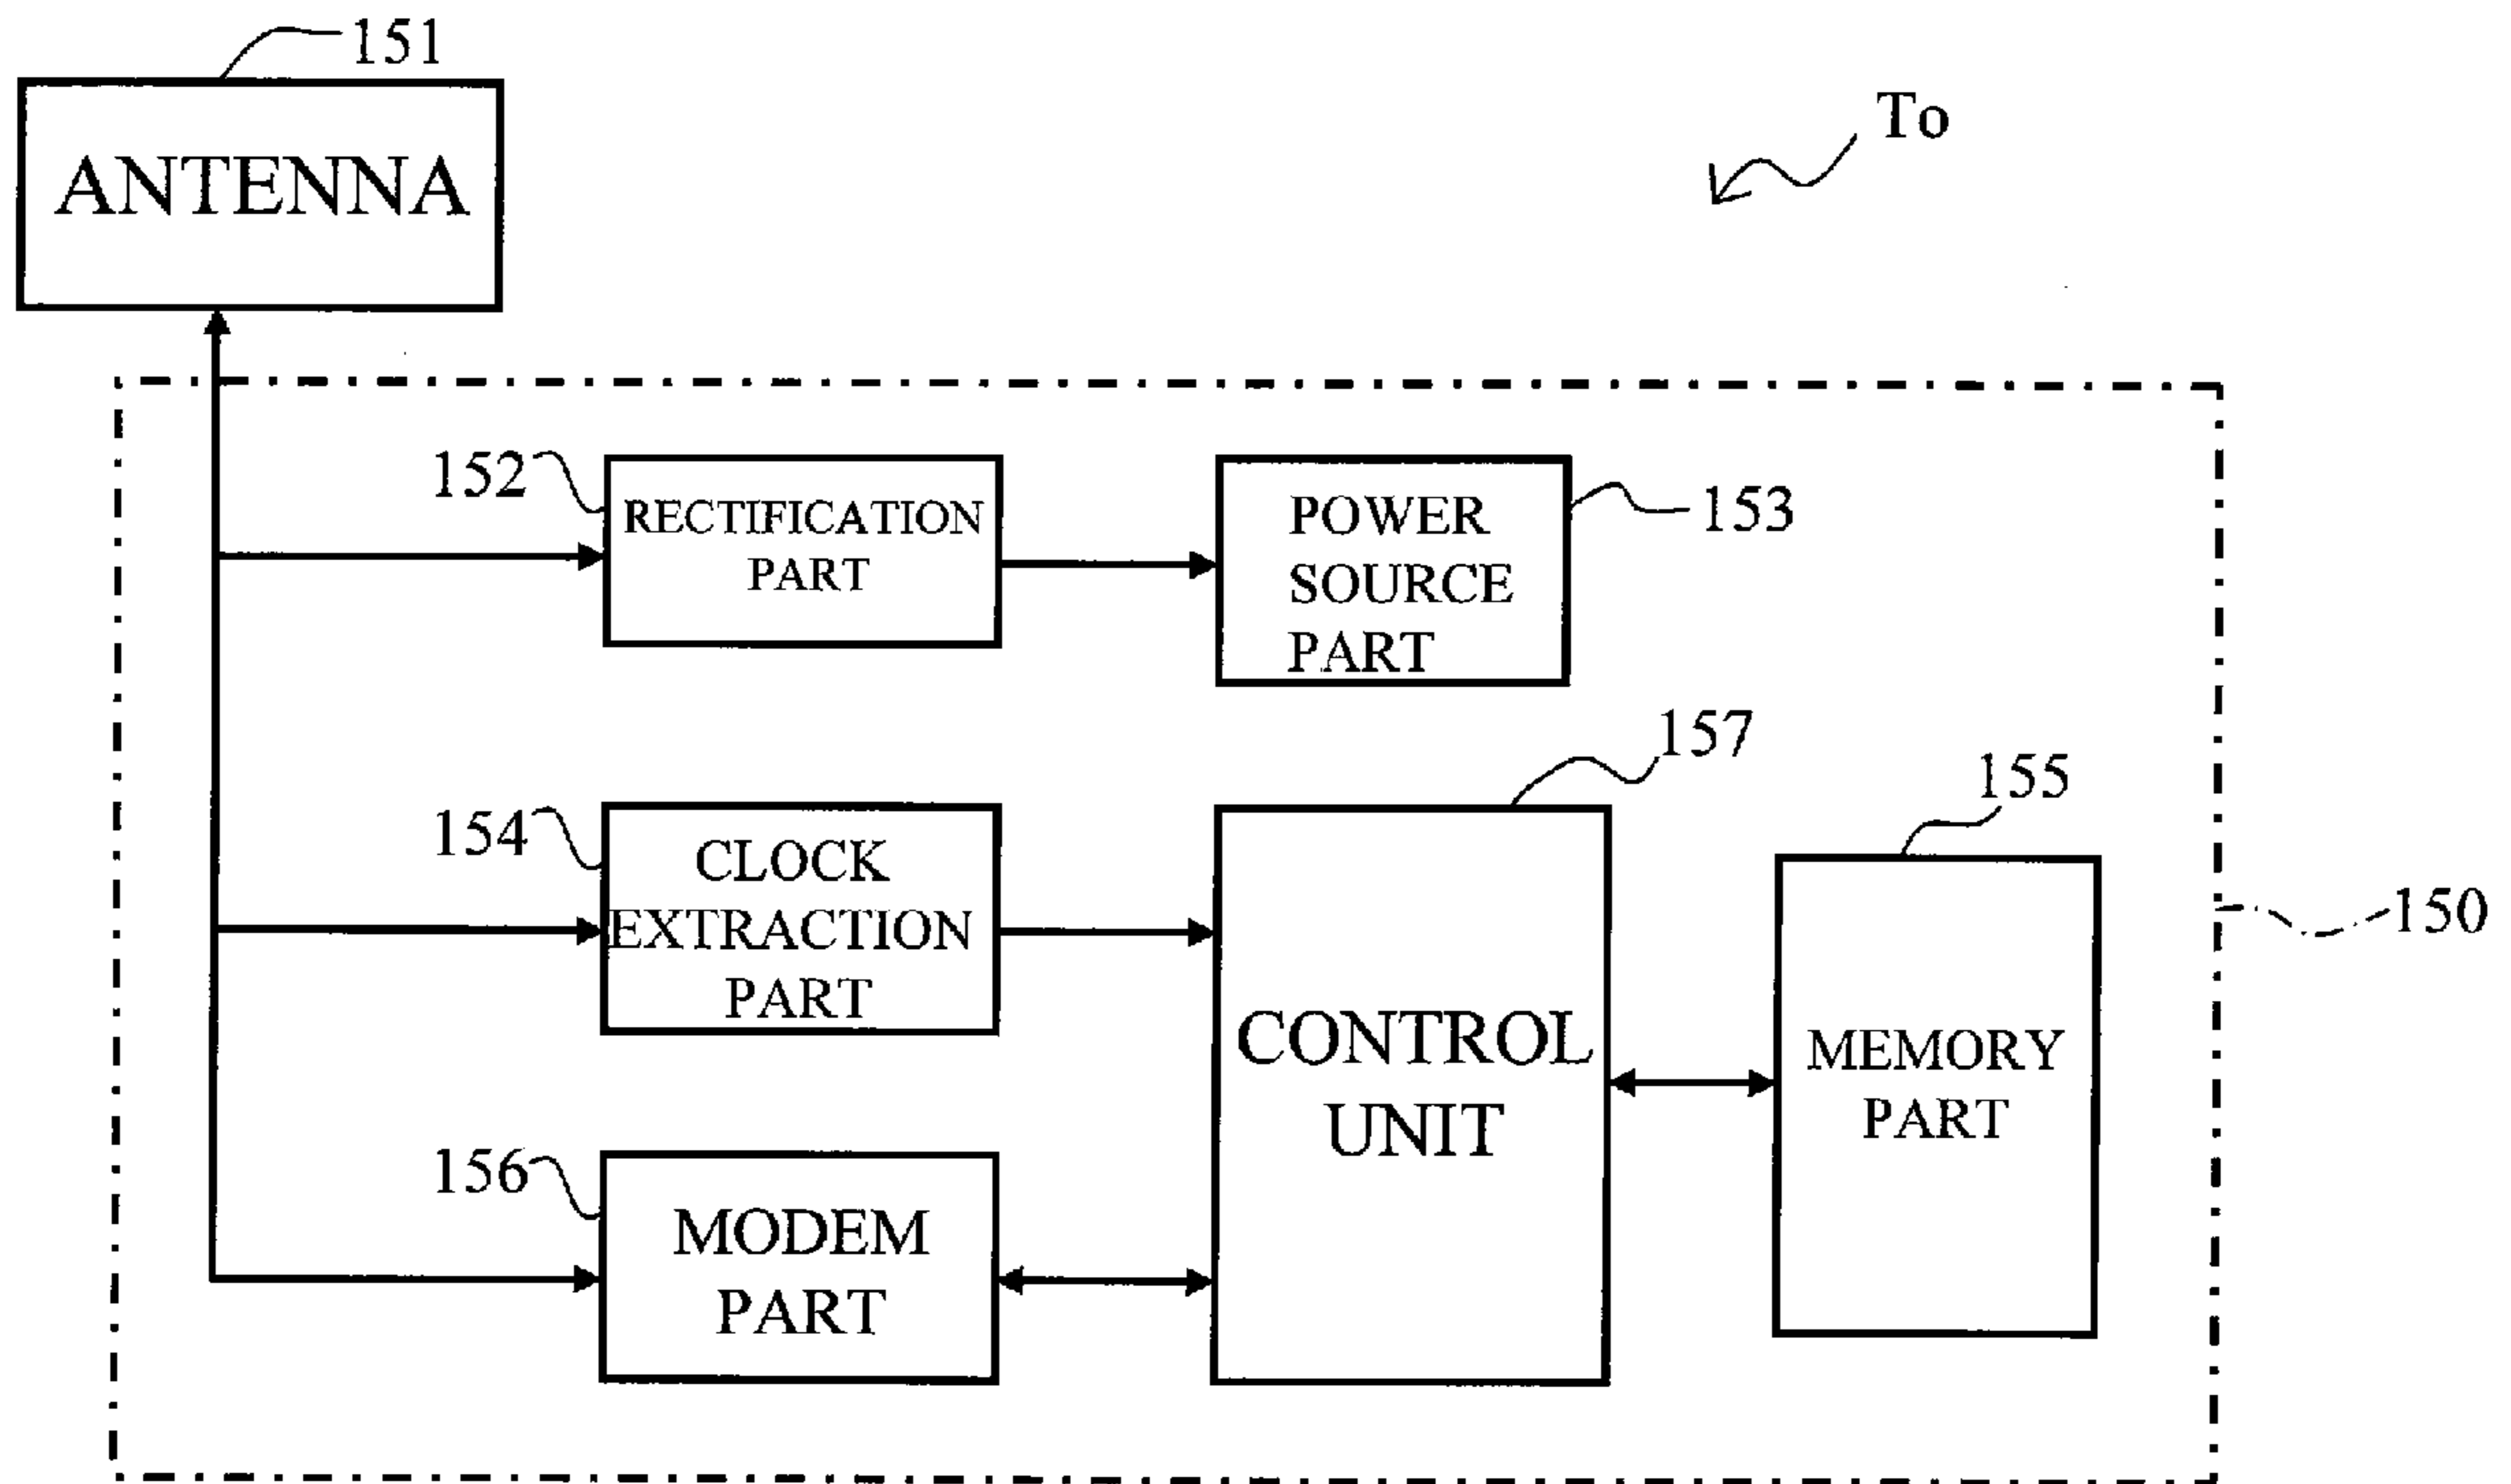 151
ANTENNA
To
152
RECTIFICATION
PART
POWER
SOURCE
PART
153
157
155
154
CLOCK
EXTRACTION
PART
150
CONTROL
UNIT
MEMORY
PART
156
MODEM
PART